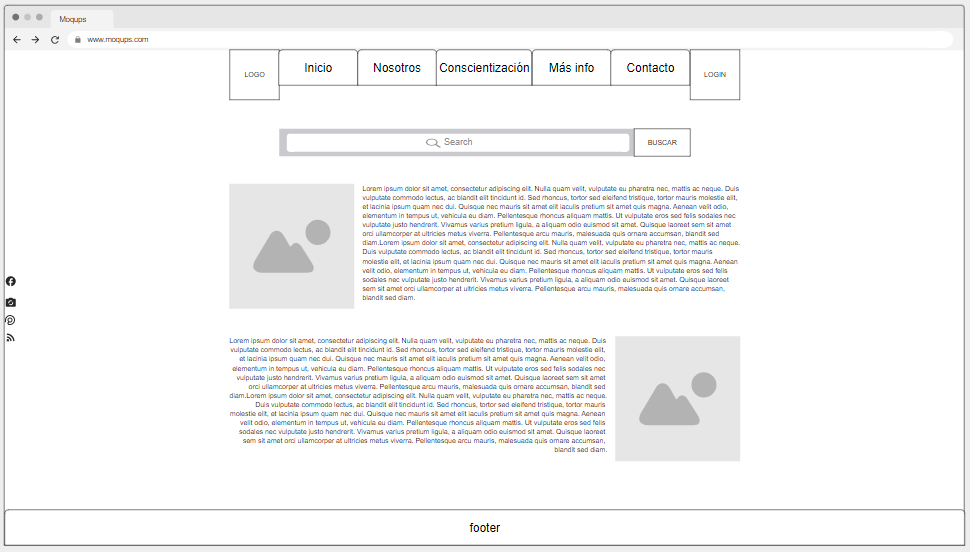 Moqups
www.moqups.com
LOGO
Inicio
Nosotros
Conscientización
Más info
Contacto
LOGIN
Search
BUSCAR
Lorem ipsum dolor sit amet, consectetur adipiscing elit. Nulla quam velit, vulputate eu pharetra nec, mattis ac neque. Duis
vulputate commodo lectus, ac blandit elit tincidunt id. Sed rhoncus, tortor sed eleifend tristique, tortor mauris molestie elit,
et lacinia ipsum quam nec dui. Quisque nec mauris sit amet elit iaculis pretium sit amet quis magna. Aenean velit odio,
elementum in tempus ut, vehicula eu diam. Pellentesque rhoncus aliquam mattis. Ut vulputate eros sed felis sodales nec
vulputate justo hendrerit. Vivamus varius pretium ligula, a aliquam odio euismod sit amet. Quisque laoreet sem sit amet
orci ullamcorper at ultricies metus viverra. Pellentesque arcu mauris, malesuada quis ornare accumsan, blandit sed
diam.Lorem ipsum dolor sit amet, consectetur adipiscing elit. Nulla quam velit, vulputate eu pharetra nec, mattis ac neque.
Duis vulputate commodo lectus, ac blandit elit tincidunt id. Sed rhoncus, tortor sed eleifend tristique, tortor mauris
molestie elit, et lacinia ipsum quam nec dui. Quisque nec mauris sit amet elit iaculis pretium sit amet quis magna. Aenean
velit odio, elementum in tempus ut, vehicula eu diam. Pellentesque rhoncus aliquam mattis. Ut vulputate eros sed felis
sodales nec vulputate justo hendrerit. Vivamus varius pretium ligula, a aliquam odio euismod sit amet. Quisque laoreet
sem sit amet orci ullamcorper at ultricies metus viverra. Pellentesque arcu mauris, malesuada quis ornare accumsan,
blandit sed diam.
Lorem ipsum dolor sit amet, consectetur adipiscing elit. Nulla quam velit, vulputate eu pharetra nec, mattis ac neque. Duis
vulputate commodo lectus, ac blandit elit tincidunt id. Sed rhoncus, tortor sed eleifend tristique, tortor mauris molestie elit,
et lacinia ipsum quam nec dui. Quisque nec mauris sit amet elit iaculis pretium sit amet quis magna. Aenean velit odio,
elementum in tempus ut, vehicula eu diam. Pellentesque rhoncus aliquam mattis. Ut vulputate eros sed felis sodales nec
vulputate justo hendrerit. Vivamus varius pretium ligula, a aliquam odio euismod sit amet. Quisque laoreet sem sit amet
orci ullamcorper at ultricies metus viverra. Pellentesque arcu mauris, malesuada quis ornare accumsan, blandit sed
diam.Lorem ipsum dolor sit amet, consectetur adipiscing elit. Nulla quam velit, vulputate eu pharetra nec, mattis ac neque.
Duis vulputate commodo lectus, ac blandit elit tincidunt id. Sed rhoncus, tortor sed eleifend tristique, tortor mauris
molestie elit, et lacinia ipsum quam nec dui. Quisque nec mauris sit amet elit iaculis pretium sit amet quis magna. Aenean
velit odio, elementum in tempus ut, vehicula eu diam. Pellentesque rhoncus aliquam mattis. Ut vulputate eros sed felis
sodales nec vulputate justo hendrerit. Vivamus varius pretium ligula, a aliquam odio euismod sit amet. Quisque laoreet
sem sit amet orci ullamcorper at ultricies metus viverra. Pellentesque arcu mauris, malesuada quis ornare accumsan,
blandit sed diam.
footer